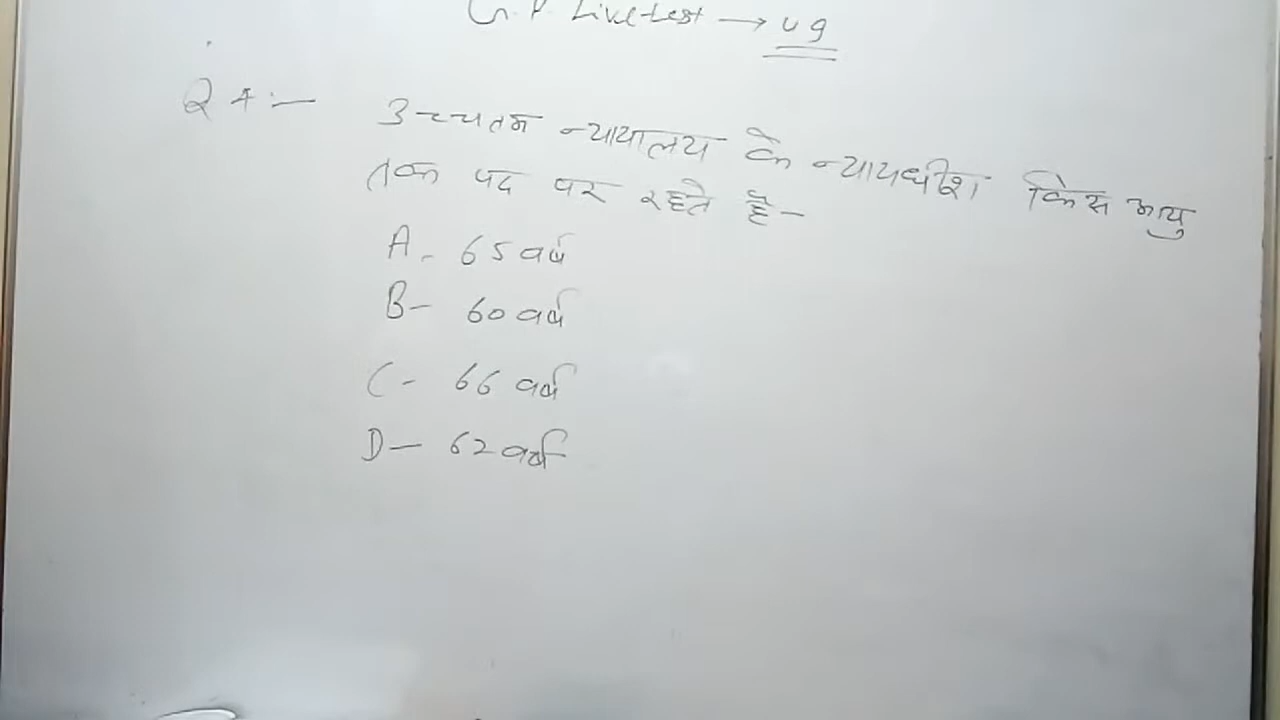 Live test → 49
Q 4:-
उच्चतम न्यायालय के न्यायधीश किस आयु
तक पद पर रहते है -
A - 65 वर्ष
B - 60 वर्ष
C - 66 वर्ष
D - 62 वर्ष